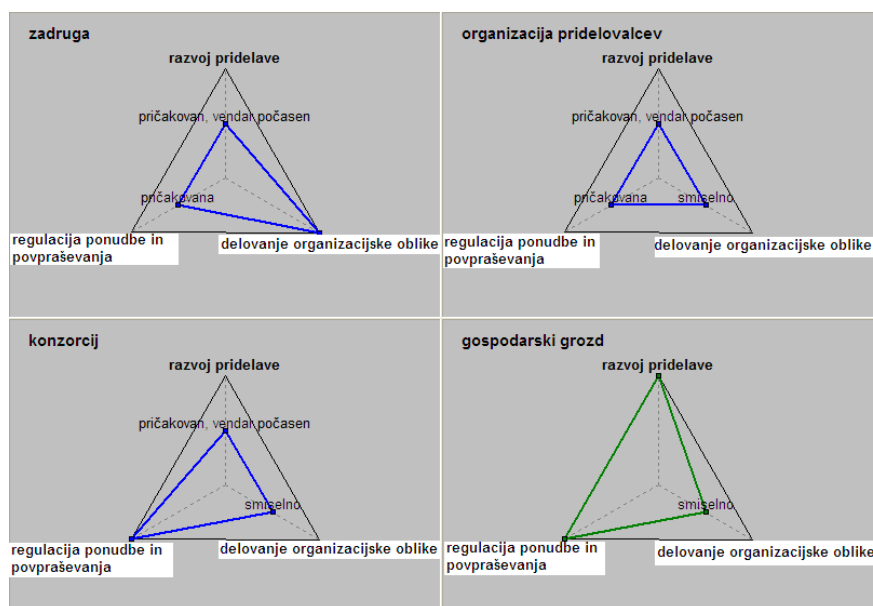 zadruga
razvoj pridelave
pričakovan, vendar počasen
pričakovana
regulacija ponudbe in
povpraševanja
delovanje organizacijske oblike
organizacija pridelovalcev
razvoj pridelave
pričakovan, vendar počasen
pričakovana
smiselno
regulacija ponudbe in
povpraševanja
delovanje organizacijske oblike
konzorcij
razvoj pridelave
pričakovan, vendar počasen
smiselno
regulacija ponudbe in
povpraševanja
delovanje organizacijske oblike
gospodarski grozd
razvoj pridelave
smiselno
regulacija ponudbe in
povpraševanja
delovanje organizacijske oblike